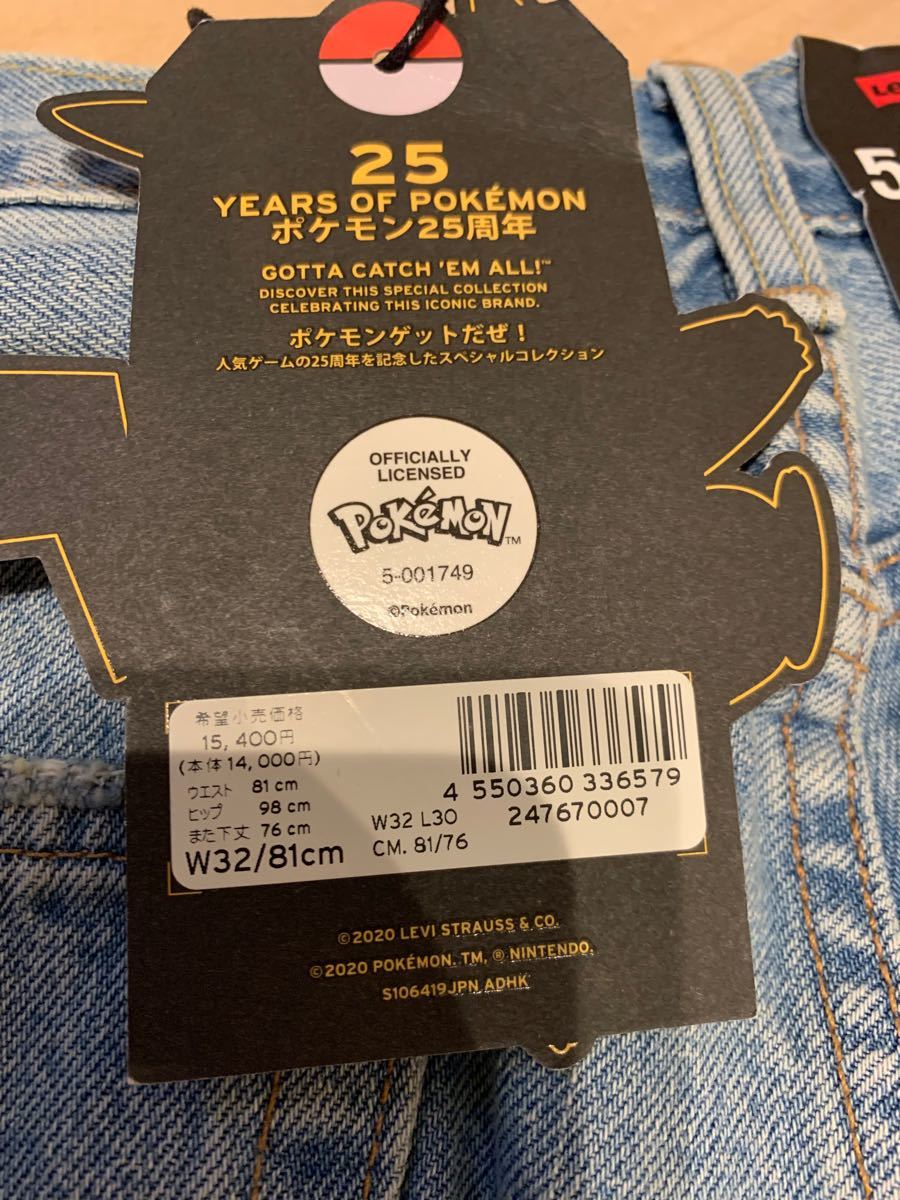 25
YEARS OF POKÉMON
ポケモン25周年
GOTTA CATCH 'EM ALL!™
DISCOVER THIS SPECIAL COLLECTION
CELEBRATING THIS ICONIC BRAND.
ポケモンゲットだぜ！
人気ゲームの25周年を記念したスペシャルコレクション
OFFICIALLY
LICENSED
POKéMON™
5-001749
©Pokémon
希望小売価格
15,400円
(本体14,000円)
ウエスト 81 cm
ヒップ 98 cm
また下丈 76 cm
W32/81cm
W32 L30
CM. 81/76
4 550360 336579
247670007
©2020 LEVI STRAUSS & CO.
©2020 POKÉMON. TM, ® NINTENDO.
S106419JPN ADHK
Le
5